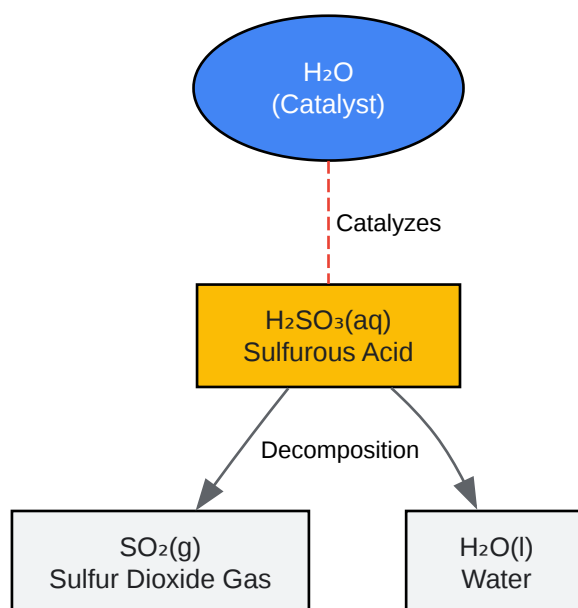 H₂O
(Catalyst)
Catalyzes
H₂SO₃(aq)
Sulfurous Acid
Decomposition
SO₂(g)
Sulfur Dioxide Gas
H₂O(l)
Water